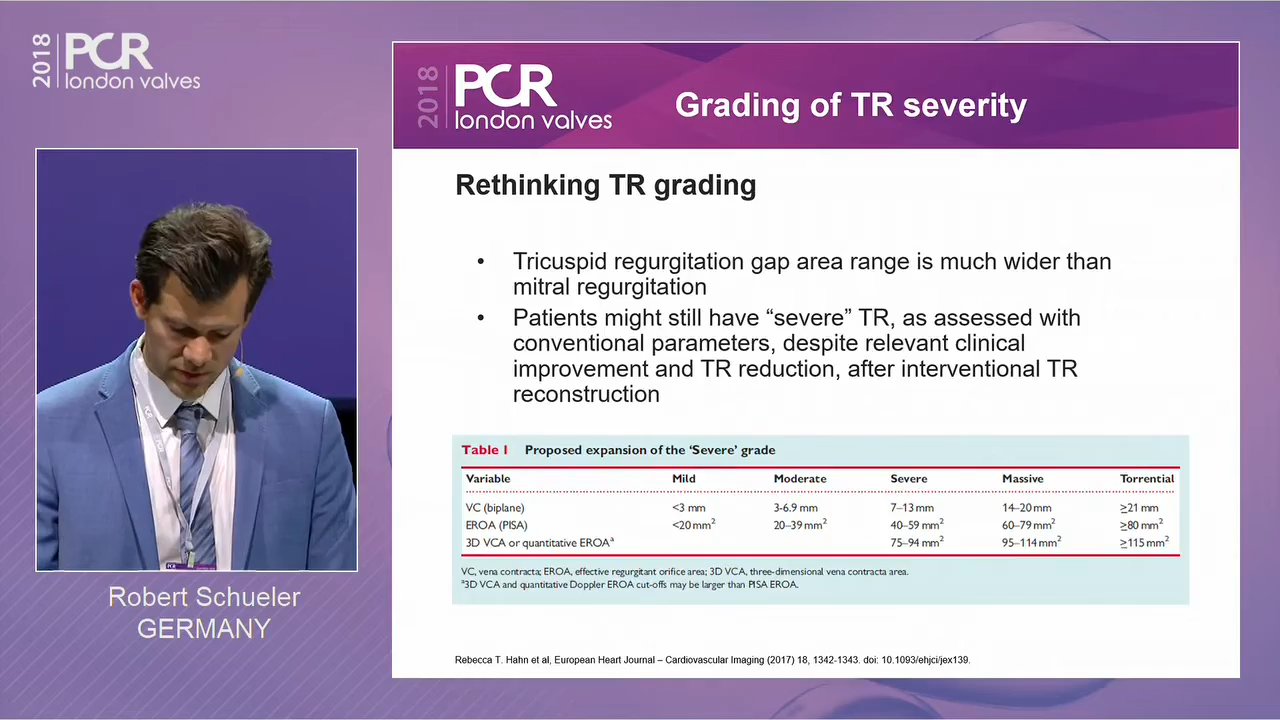 2018 PCR
london valves
2018 PCR
london valves
Grading of TR severity
Rethinking TR grading
• Tricuspid regurgitation gap area range is much wider than
mitral regurgitation
• Patients might still have “severe” TR, as assessed with
conventional parameters, despite relevant clinical
improvement and TR reduction, after interventional TR
reconstruction
Table 1 Proposed expansion of the ‘Severe’ grade
Variable Mild Moderate Severe Massive Torrential
VC (biplane) <3 mm 3-6.9 mm 7–13 mm 14–20 mm ≥21 mm
EROA (PISA) <20 mm² 20–39 mm² 40–59 mm² 60–79 mm² ≥80 mm²
3D VCA or quantitative EROAᵃ 75–94 mm² 95–114 mm² ≥115 mm²
VC, vena contracta; EROA, effective regurgitant orifice area; 3D VCA, three-dimensional vena contracta area.
ᵃ3D VCA and quantitative Doppler EROA cut-offs may be larger than PISA EROA.
Rebecca T. Hahn et al, European Heart Journal – Cardiovascular Imaging (2017) 18, 1342-1343. doi: 10.1093/ehjci/jex139.
Robert Schueler
GERMANY